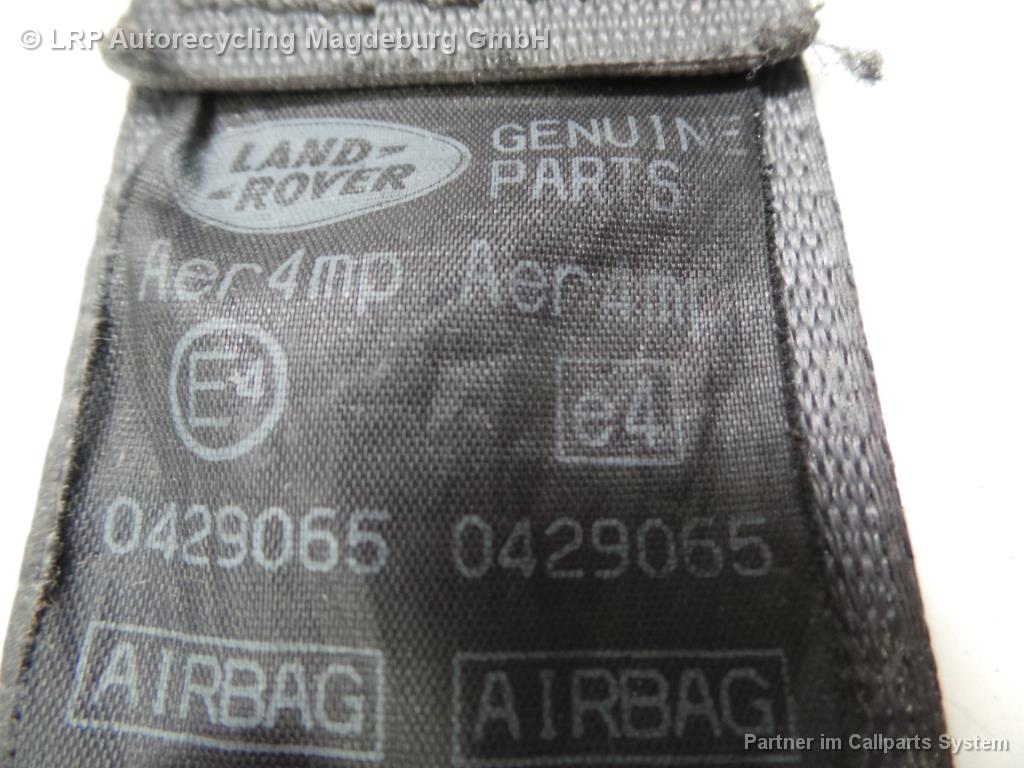 © LRP Autorecycling Magdeburg GmbH
LAND-
-ROVER
GENUINE
PARTS
Aer4mp Aer4mp
E4 e4
0429065 0429065
AIRBAG AIRBAG
Partner im Callparts System